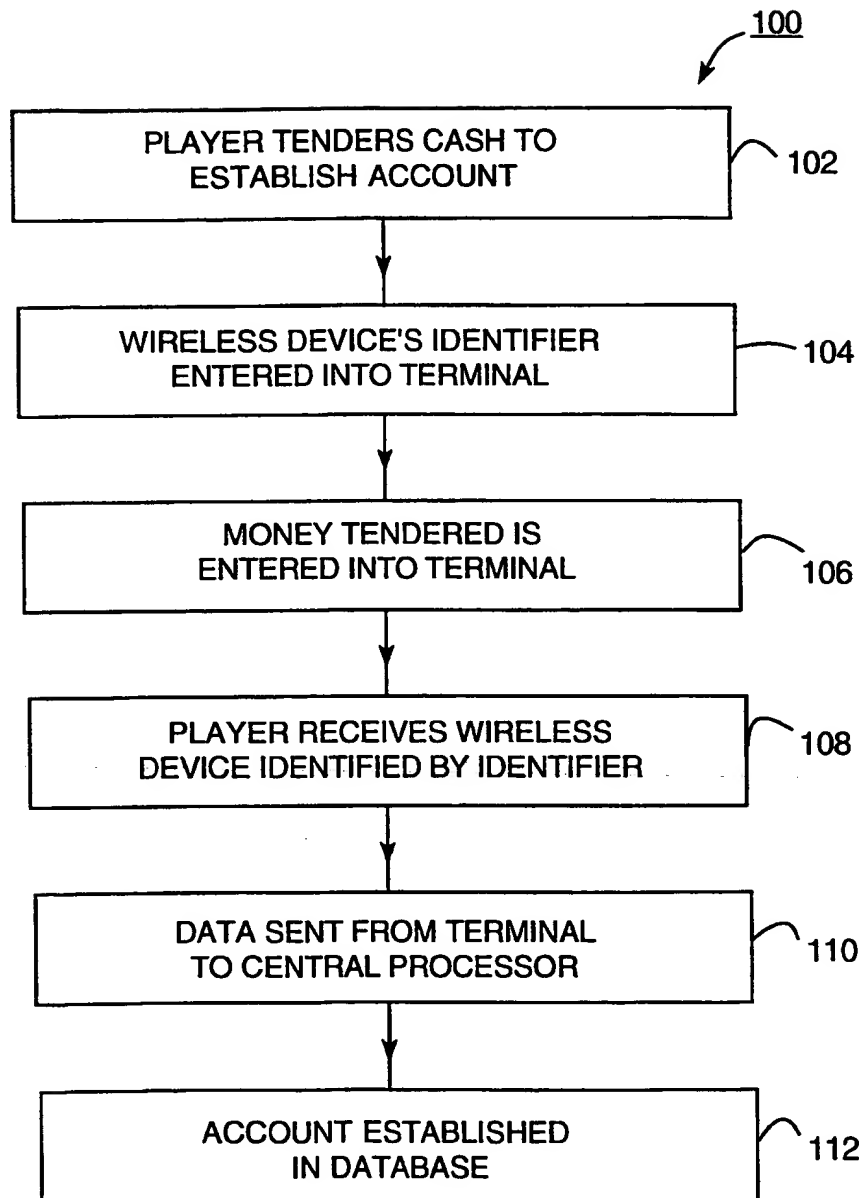 100
PLAYER TENDERS CASH TO
ESTABLISH ACCOUNT
102
WIRELESS DEVICE'S IDENTIFIER
ENTERED INTO TERMINAL
104
MONEY TENDERED IS
ENTERED INTO TERMINAL
106
PLAYER RECEIVES WIRELESS
DEVICE IDENTIFIED BY IDENTIFIER
108
DATA SENT FROM TERMINAL
TO CENTRAL PROCESSOR
110
ACCOUNT ESTABLISHED
IN DATABASE
112